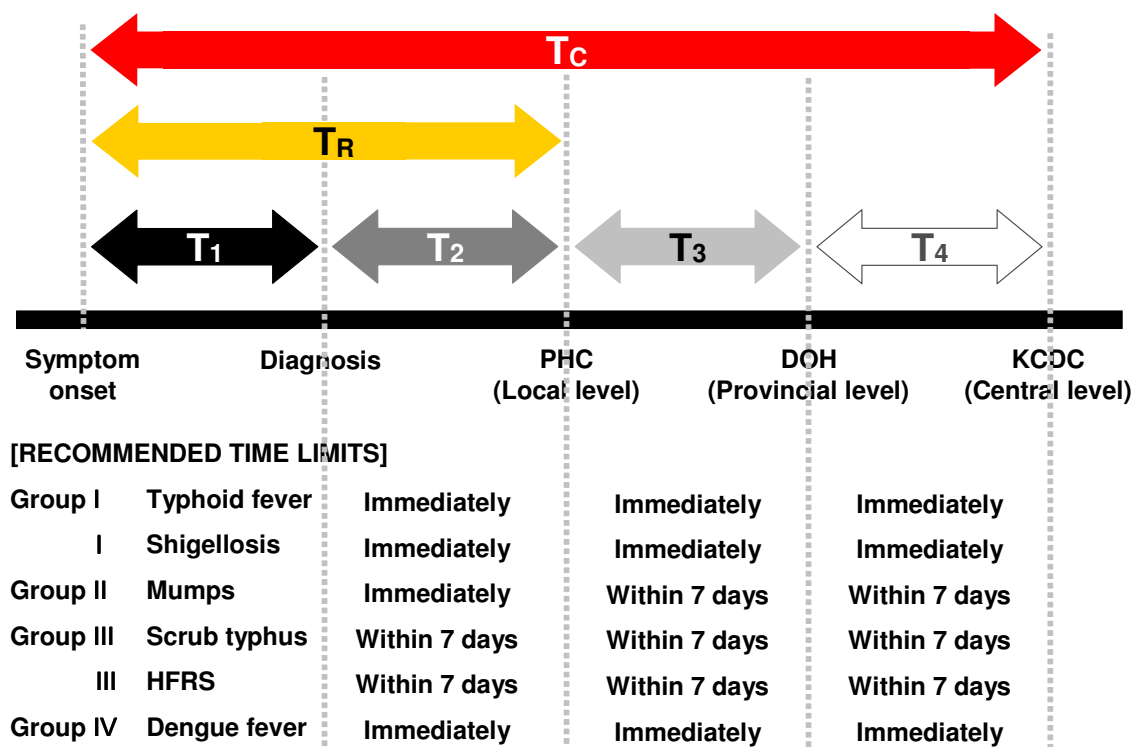 TC
TR
T1 T2 T3 T4
Symptom onset Diagnosis PHC (Local level) DOH (Provincial level) KCDC (Central level)
[RECOMMENDED TIME LIMITS]
Group I Typhoid fever Immediately Immediately Immediately
I Shigellosis Immediately Immediately Immediately
Group II Mumps Immediately Within 7 days Within 7 days
Group III Scrub typhus Within 7 days Within 7 days Within 7 days
III HFRS Within 7 days Within 7 days Within 7 days
Group IV Dengue fever Immediately Immediately Immediately